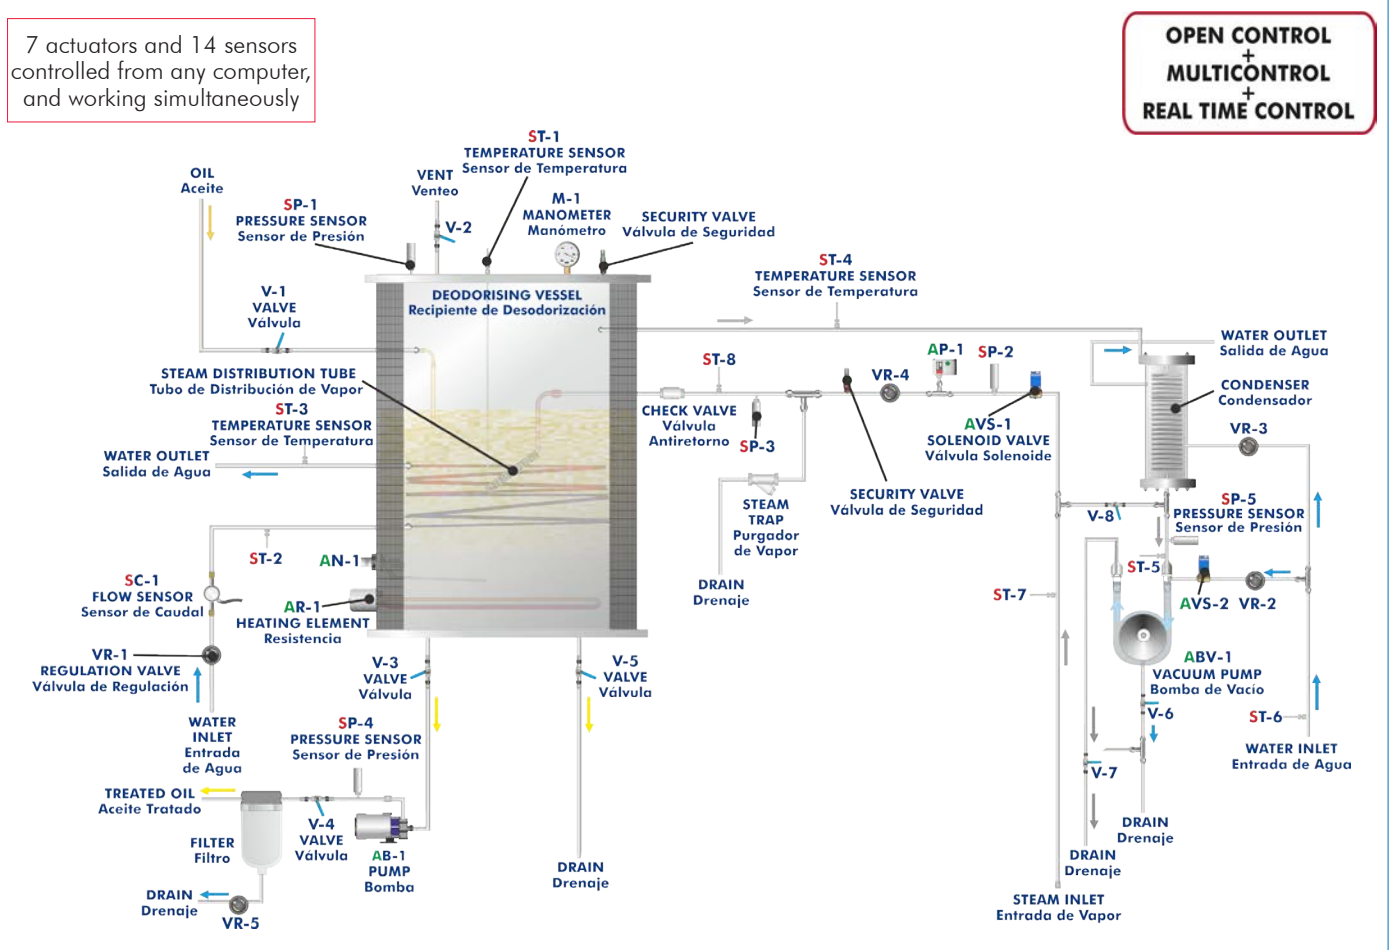 7 actuators and 14 sensors
controlled from any computer,
and working simultaneously
OPEN CONTROL
+
MULTICONTROL
+
REAL TIME CONTROL
ST-1
TEMPERATURE SENSOR
Sensor de Temperatura
OIL
Aceite
VENT
Venteo
SP-1
PRESSURE SENSOR
Sensor de Presión
V-2
M-1
MANOMETER
Manómetro
SECURITY VALVE
Válvula de Seguridad
ST-4
TEMPERATURE SENSOR
Sensor de Temperatura
V-1
VALVE
Válvula
DEODORISING VESSEL
Recipiente de Desodorización
WATER OUTLET
Salida de Agua
STEAM DISTRIBUTION TUBE
Tubo de Distribución de Vapor
ST-8
AP-1
SP-2
VR-4
CONDENSER
Condensador
ST-3
TEMPERATURE SENSOR
Sensor de Temperatura
CHECK VALVE
Válvula
Antiretorno
SP-3
AVS-1
SOLENOID VALVE
Válvula Solenoide
VR-3
WATER OUTLET
Salida de Agua
STEAM
TRAP
Purgador
de Vapor
SECURITY VALVE
Válvula de Seguridad
V-8
SP-5
PRESSURE SENSOR
Sensor de Presión
ST-2
AN-1
ST-5
SC-1
FLOW SENSOR
Sensor de Caudal
AR-1
HEATING ELEMENT
Resistencia
DRAIN
Drenaje
ST-7
AVS-2
VR-2
VR-1
REGULATION VALVE
Válvula de Regulación
V-3
VALVE
Válvula
V-5
VALVE
Válvula
ABV-1
VACUUM PUMP
Bomba de Vacío
V-6
ST-6
WATER
INLET
Entrada
de Agua
SP-4
PRESSURE SENSOR
Sensor de Presión
WATER INLET
Entrada de Agua
V-7
TREATED OIL
Aceite Tratado
V-4
VALVE
Válvula
FILTER
Filtro
AB-1
PUMP
Bomba
DRAIN
Drenaje
DRAIN
Drenaje
DRAIN
Drenaje
DRAIN
Drenaje
VR-5
STEAM INLET
Entrada de Vapor